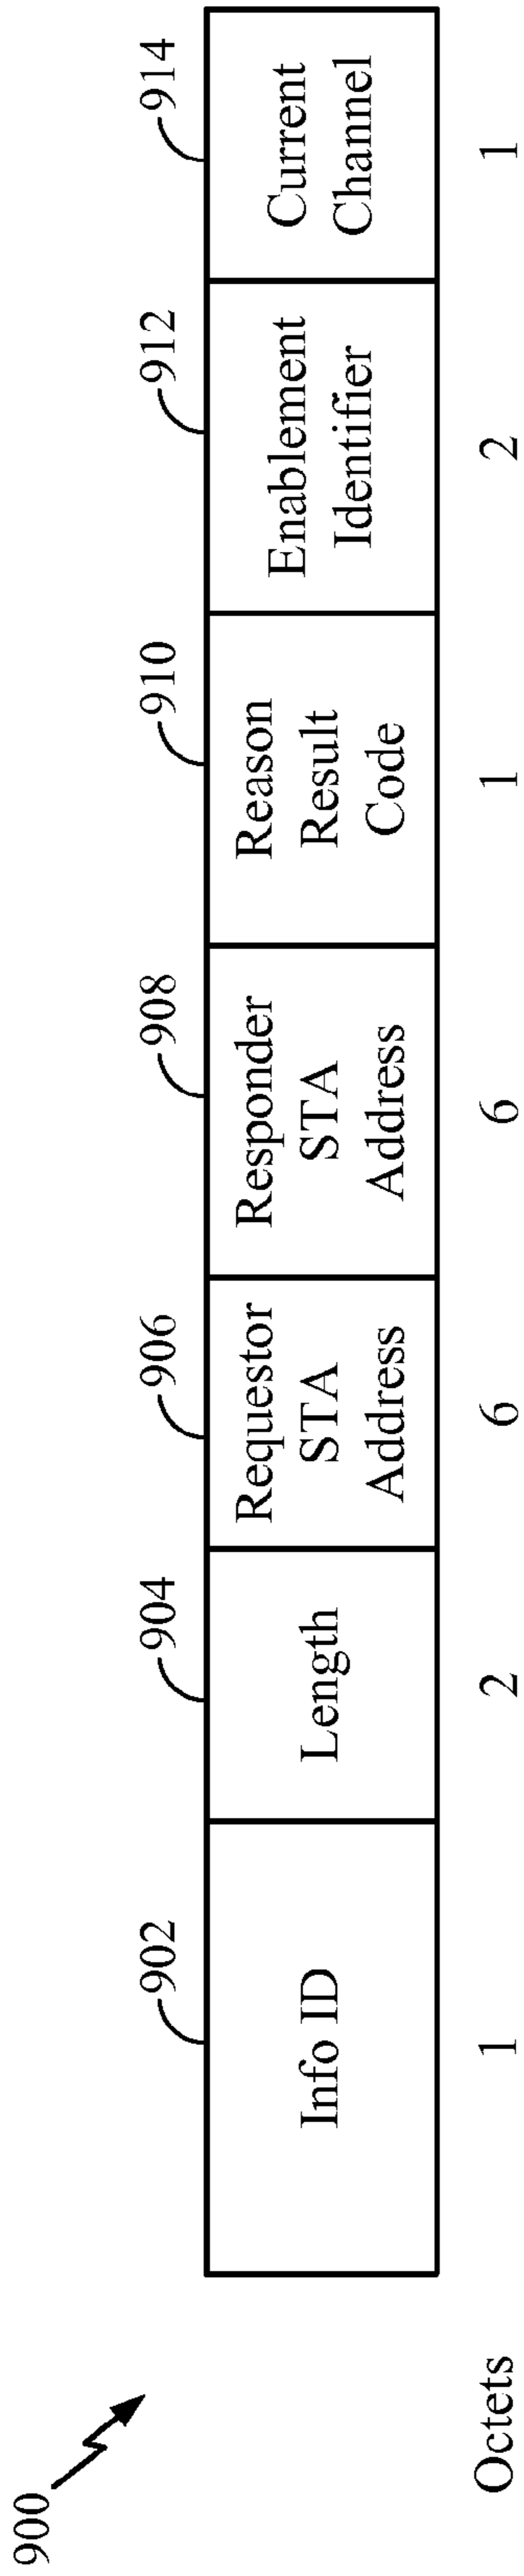 900
902 904 906 908 910 912 914
Info ID
Length
Requestor
STA
Address
Responder
STA
Address
Reason
Result
Code
Enablement
Identifier
Current
Channel
Octets 1 2 6 6 1 2 1